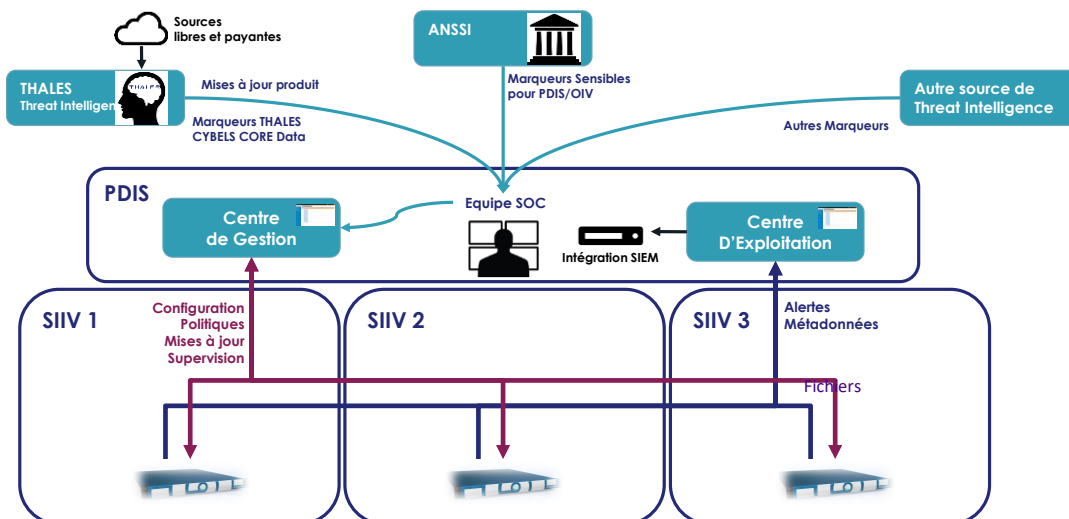 Sources
libres et payantes
ANSSI
THALES
Threat Intelligen
THALES
Mises à jour produit
Marqueurs Sensibles
pour PDIS/OIV
Autre source de
Threat Intelligence
Marqueurs THALES
CYBELS CORE Data
Autres Marqueurs
PDIS
Equipe SOC
Centre
de Gestion
Centre
D'Exploitation
Intégration SIEM
SIIV 1
Configuration
Politiques
Mises à jour
Supervision
SIIV 2
SIIV 3
Alertes
Métadonnées
Fichiers